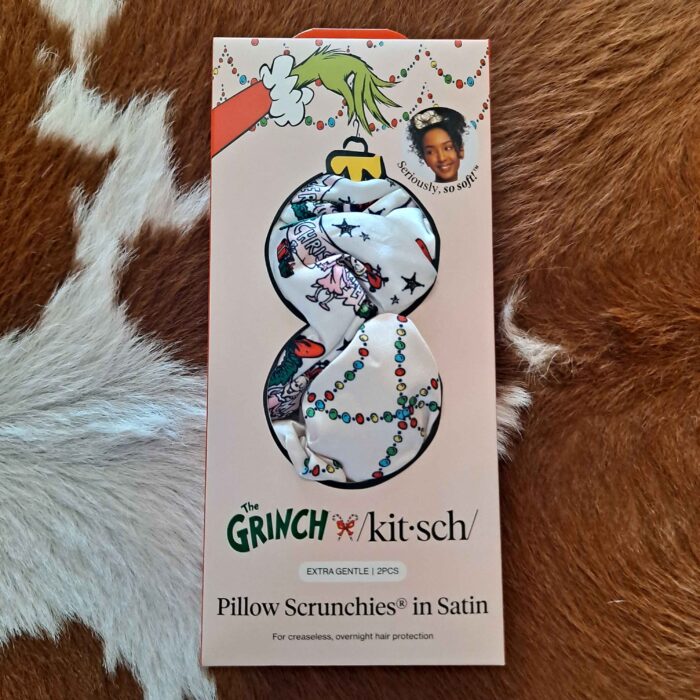 Seriously, so soft!™
CHRIST
The
GRINCH /kit·sch/
EXTRA GENTLE | 2PCS
Pillow Scrunchies® in Satin
For creaseless, overnight hair protection